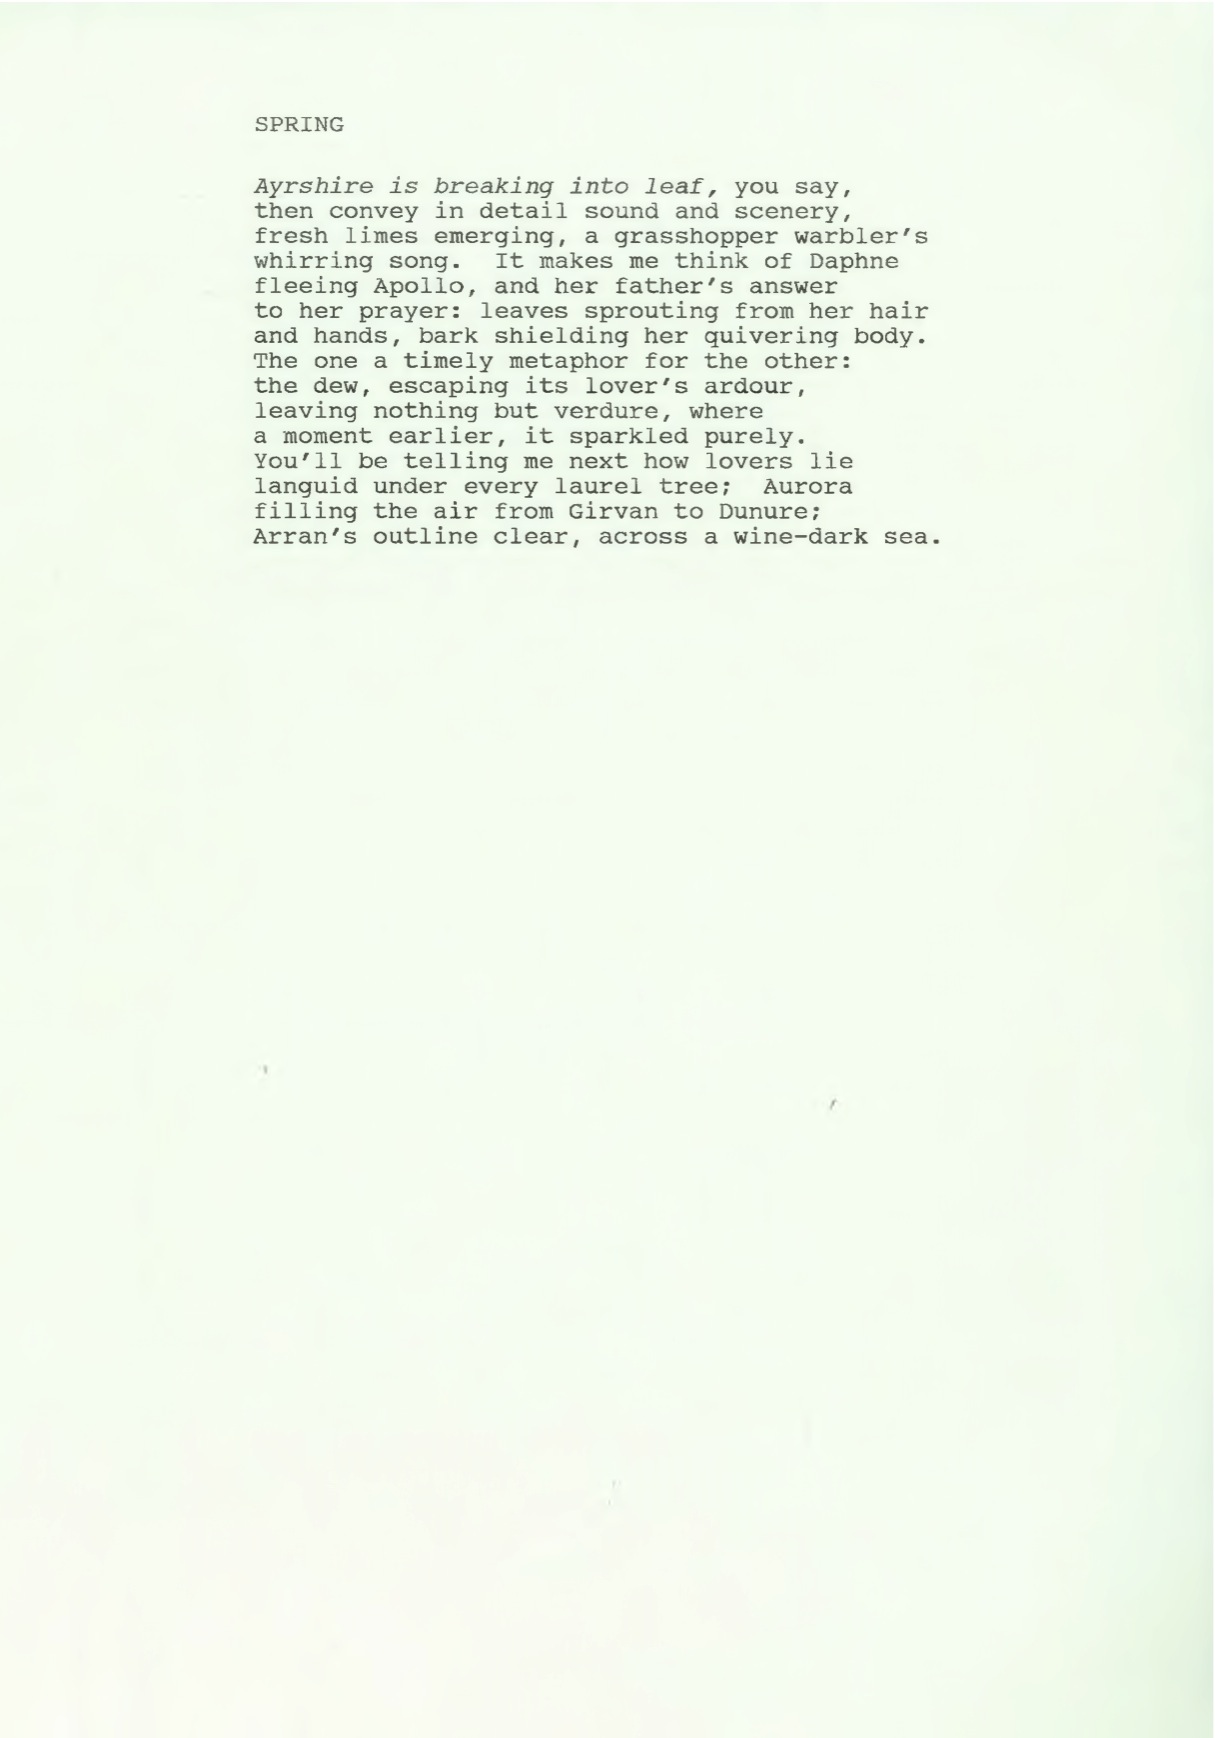 SPRING
Ayrshire is breaking into leaf, you say,
then convey in detail sound and scenery,
fresh limes emerging, a grasshopper warbler's
whirring song.  It makes me think of Daphne
fleeing Apollo, and her father's answer
to her prayer: leaves sprouting from her hair
and hands, bark shielding her quivering body.
The one a timely metaphor for the other:
the dew, escaping its lover's ardour,
leaving nothing but verdure, where
a moment earlier, it sparkled purely.
You'll be telling me next how lovers lie
languid under every laurel tree;  Aurora
filling the air from Girvan to Dunure;
Arran's outline clear, across a wine-dark sea.